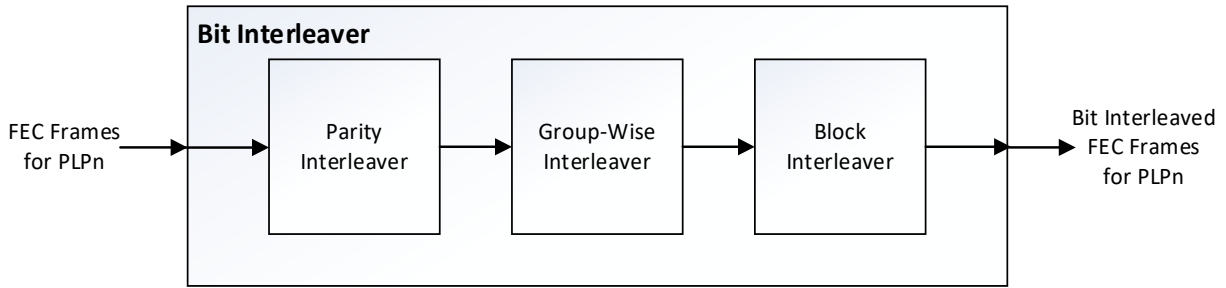 Bit Interleaver
FEC Frames
for PLPn
Parity
Interleaver
Group-Wise
Interleaver
Block
Interleaver
Bit Interleaved
FEC Frames
for PLPn